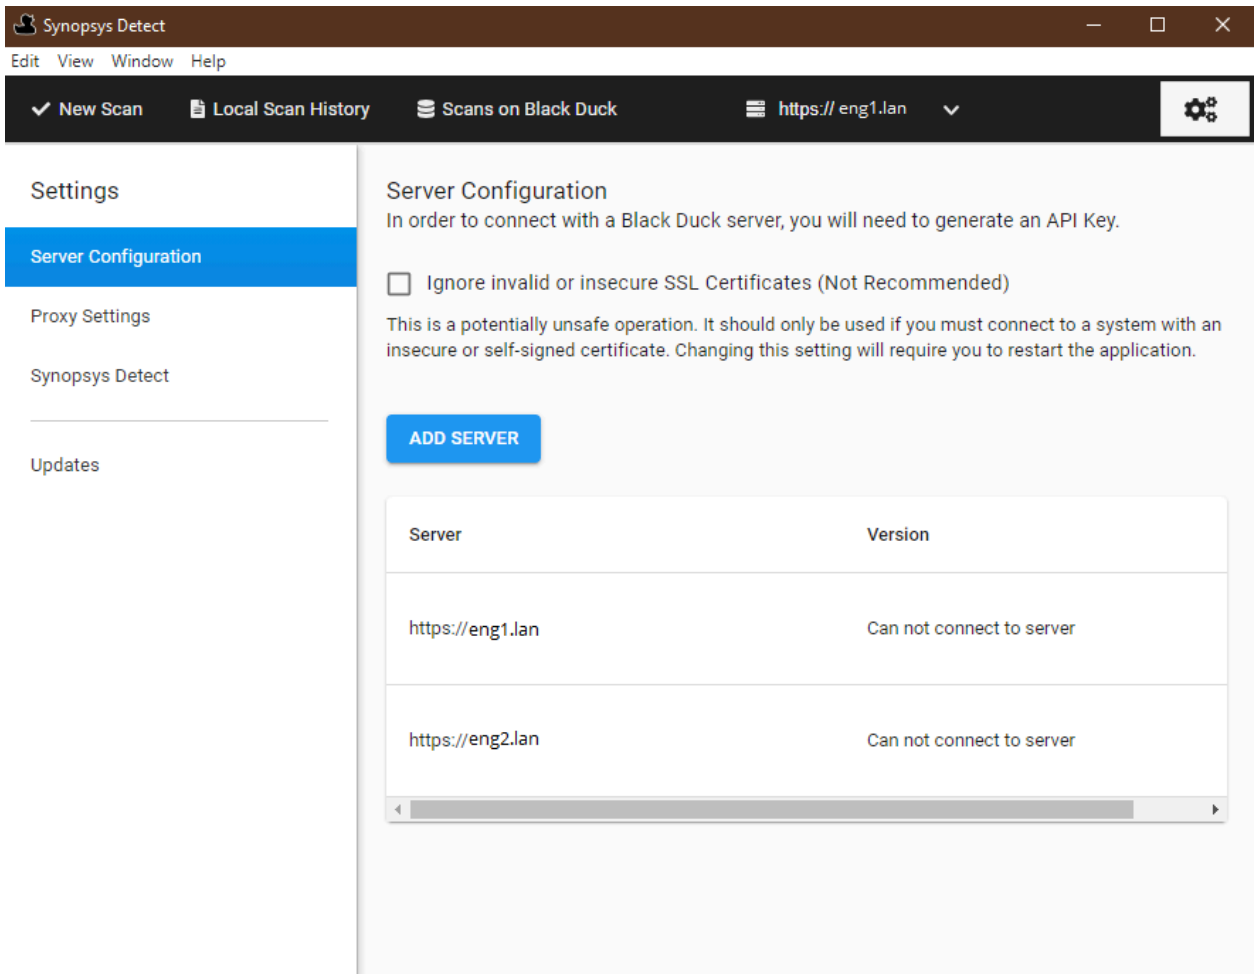 Synopsys Detect
Edit View Window Help
New Scan Local Scan History Scans on Black Duck https:// eng1.lan
Settings
Server Configuration
Proxy Settings
Synopsys Detect
Updates
Server Configuration
In order to connect with a Black Duck server, you will need to generate an API Key.
Ignore invalid or insecure SSL Certificates (Not Recommended)
This is a potentially unsafe operation. It should only be used if you must connect to a system with an
insecure or self-signed certificate. Changing this setting will require you to restart the application.
ADD SERVER
Server Version
https://eng1.lan Can not connect to server
https://eng2.lan Can not connect to server